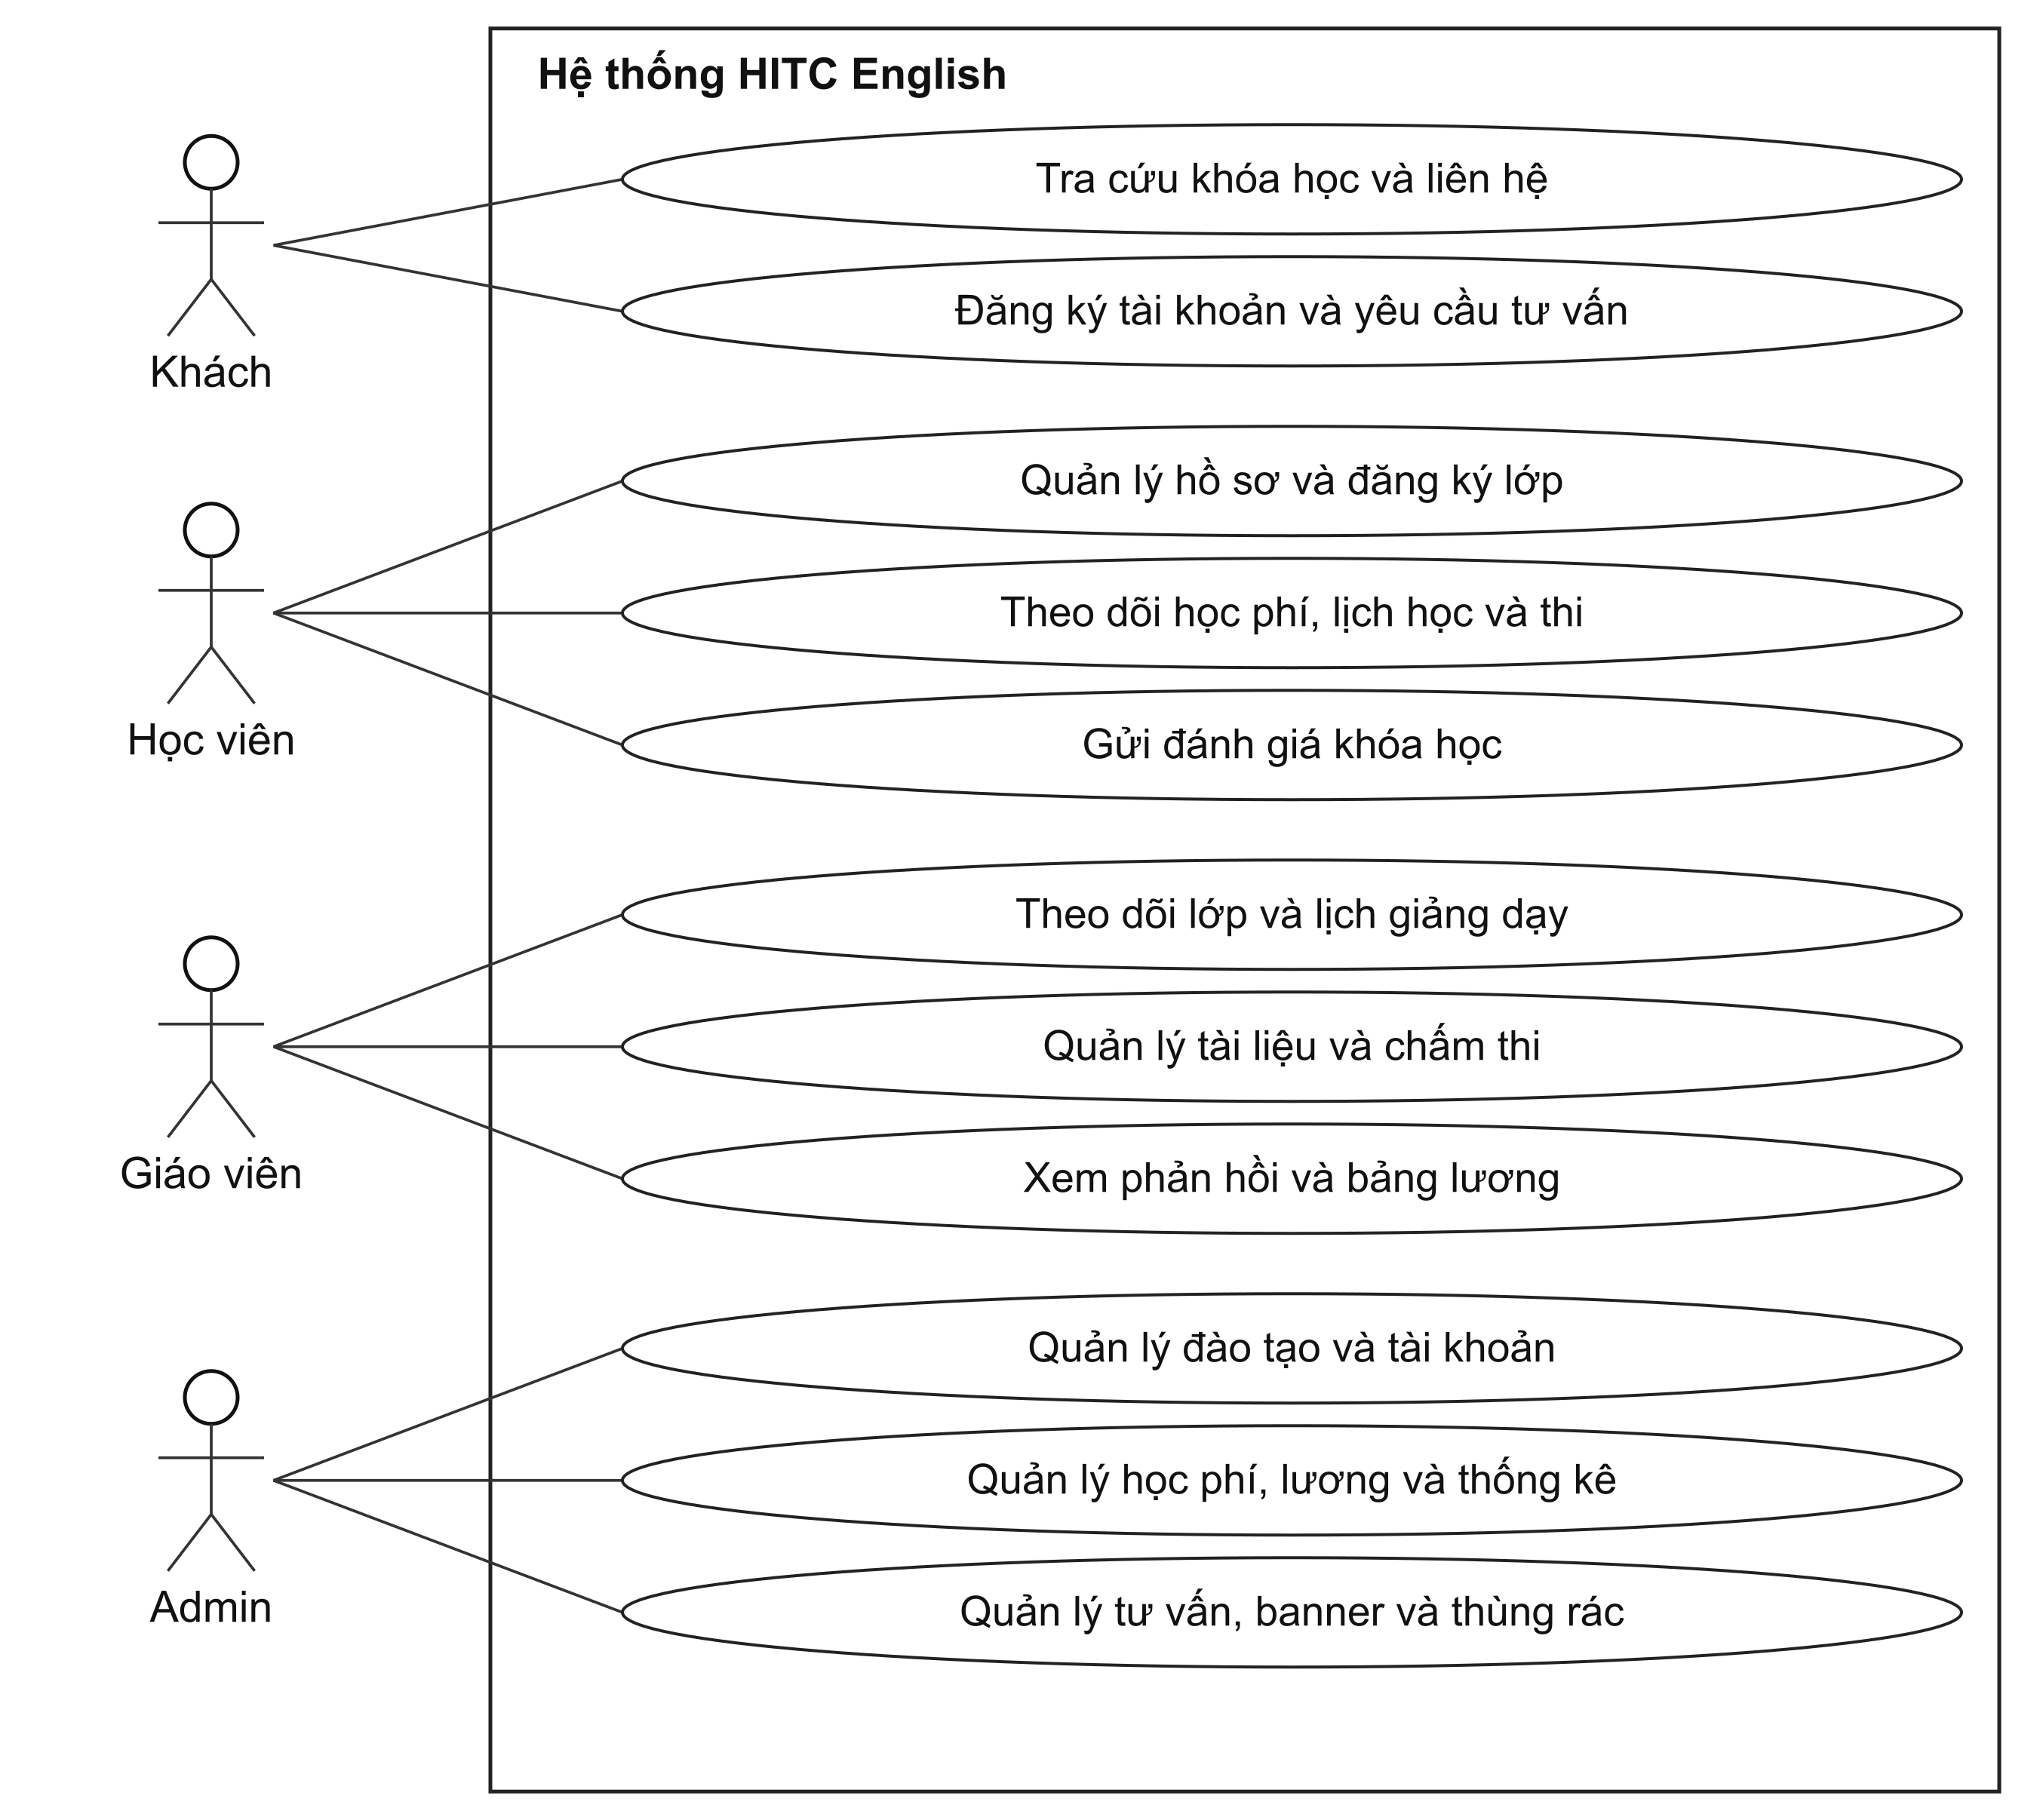 Hệ thống HITC English
Khách
Tra cứu khóa học và liên hệ
Đăng ký tài khoản và yêu cầu tư vấn
Học viên
Quản lý hồ sơ và đăng ký lớp
Theo dõi học phí, lịch học và thi
Gửi đánh giá khóa học
Giáo viên
Theo dõi lớp và lịch giảng dạy
Quản lý tài liệu và chấm thi
Xem phản hồi và bảng lương
Admin
Quản lý đào tạo và tài khoản
Quản lý học phí, lương và thống kê
Quản lý tư vấn, banner và thùng rác